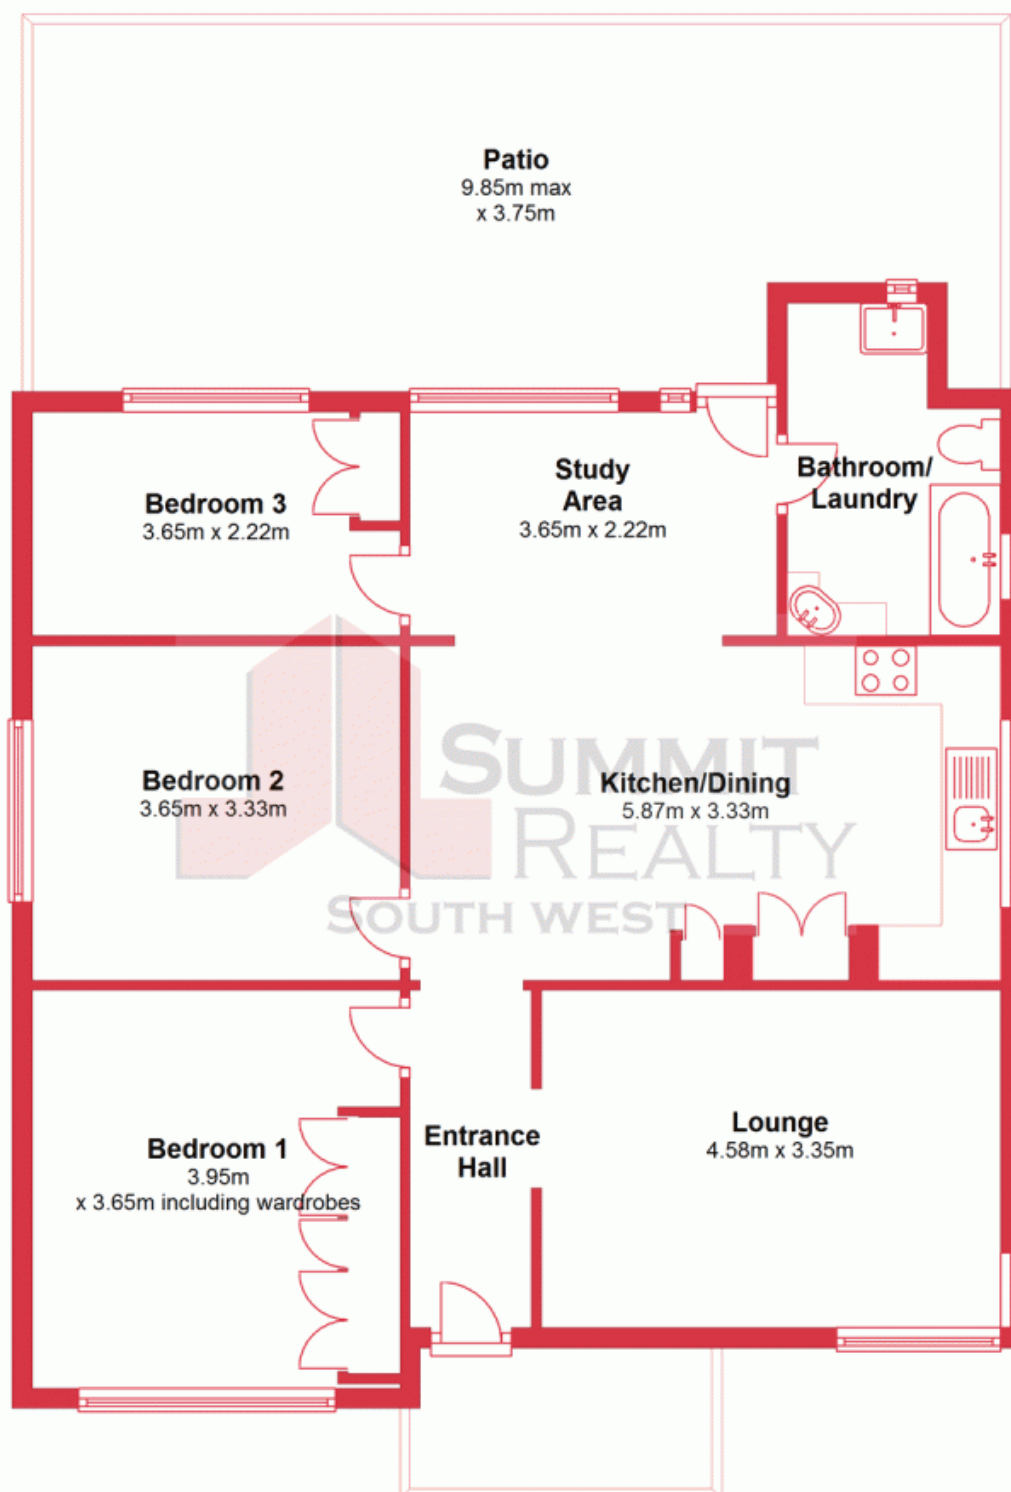 Patio
9.85m max
x 3.75m
Study
Area
3.65m x 2.22m
Bathroom/
Laundry
Bedroom 3
3.65m x 2.22m
Bedroom 2
3.65m x 3.33m
Kitchen/Dining
5.87m x 3.33m
SUMMIT
REALTY
SOUTH WEST
Bedroom 1
3.95m
x 3.65m including wardrobes
Entrance
Hall
Lounge
4.58m x 3.35m